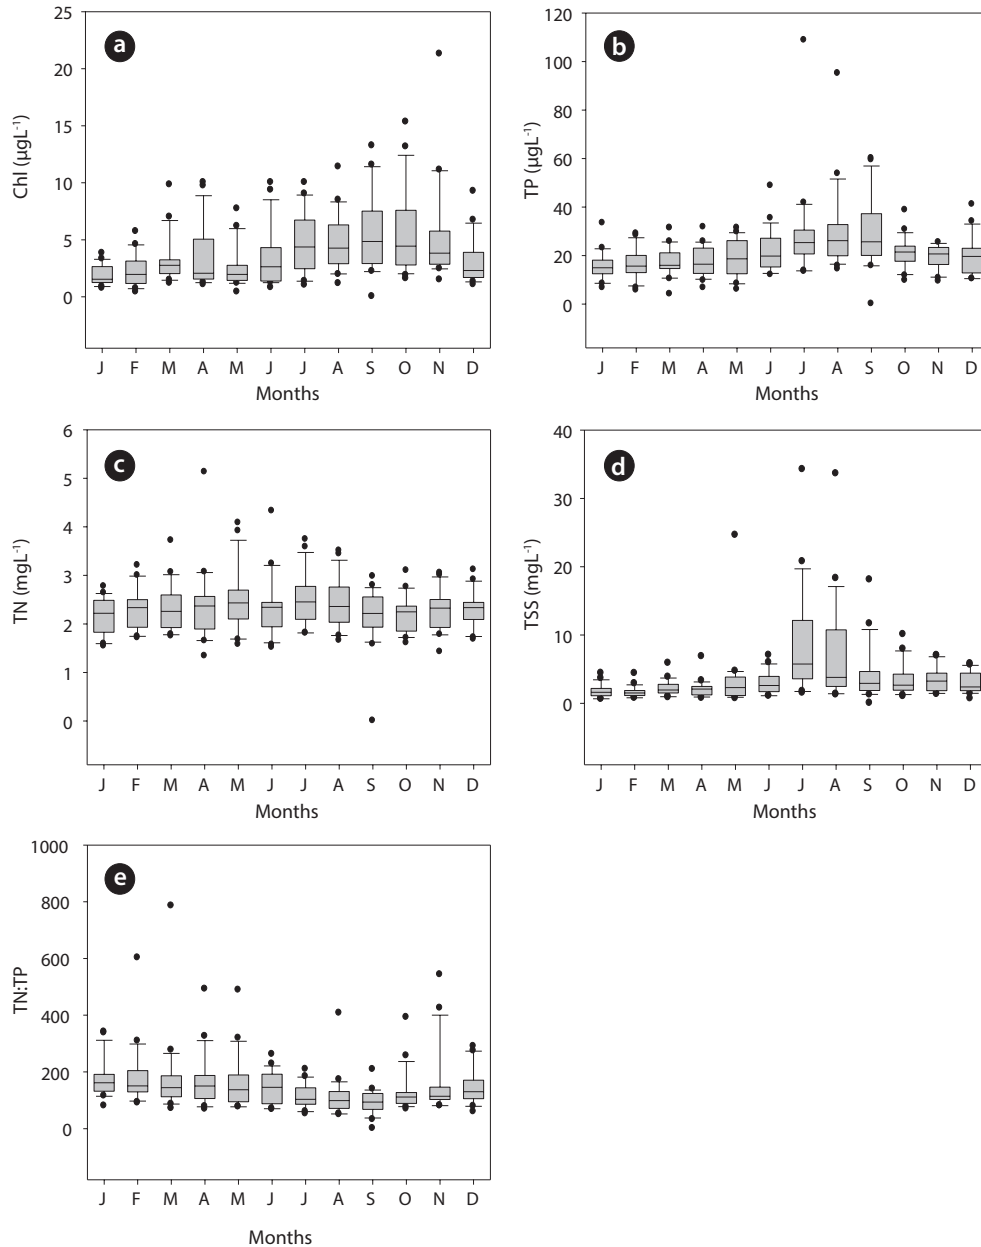 a
Chl (µgL-1)
25
20
15
10
5
0
J F M A M J J A S O N D
Months
b
TP (µgL-1)
120
100
80
60
40
20
0
J F M A M J J A S O N D
Months
c
TN (mgL-1)
6
5
4
3
2
1
0
J F M A M J J A S O N D
Months
d
TSS (mgL-1)
40
30
20
10
0
J F M A M J J A S O N D
Months
e
TN:TP
1000
800
600
400
200
0
J F M A M J J A S O N D
Months